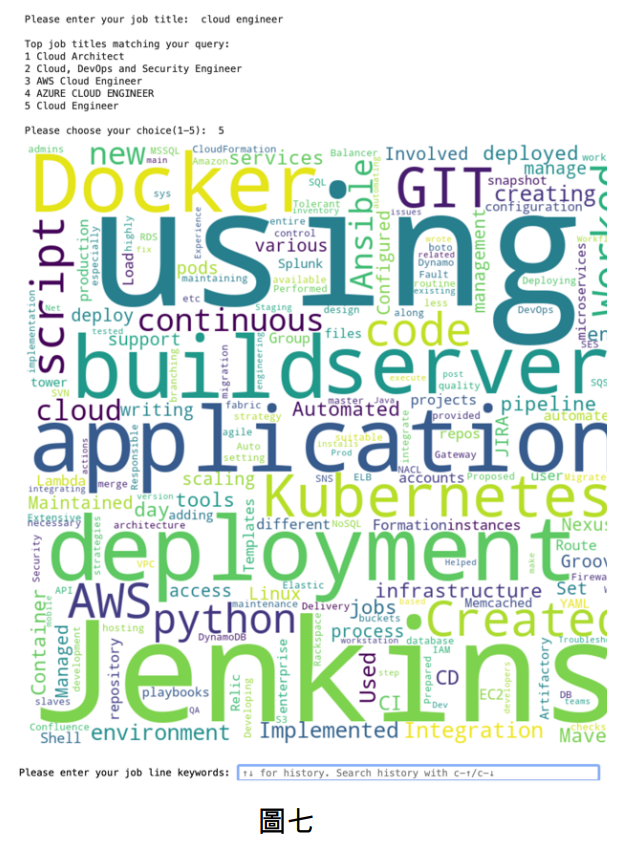 Please enter your job title: cloud engineer
Top job titles matching your query:
1 Cloud Architect
2 Cloud, DevOps and Security Engineer
3 AWS Cloud Engineer
4 AZURE CLOUD ENGINEER
5 Cloud Engineer
Please choose your choice(1-5): 5
admins
new
MSSQL
main
CloudFormation
Amazon
services
Balancer
Involved
deployed
work
manage
Docker
using
GIT
snapshot
creating
configuration
sys
SQL
Tolerant
inventory
Ansible
automating
Configured
issues
script
production
especially
Load
highly
RDS
fix
Experience
entire
control
various
Splunk
pods
maintaining
available
Performed
wrote
boto
related
Dynamo
Fault
routine
existing
less
management
Deploying
DevOps
microservices
Worked
implementation
Net
deploy
tested
etc
continuous
Staging
design
along
code
support
Group
files
SES
build
server
tower
SVN
branching
migration
engineering
execute
post
quality
SQS
cloud
writing
fabric
strategy
master
Java
Automated
projects
provided
pipeline
automate
application
actions
Responsible
agile
Auto
setting
suitable
installs
Prod
integrate
repos
Gateway
JIRA
Lambda
integrating
merge
scaling
SNS
ELB
NACL
accounts
Proposed
user
Migrate
Kubernetes
Maintained
Extensive
necessary
version
day
adding
tools
architecture
Templates
different
NoSQL
Formation
instances
Nexus
Security
strategies
deployment
VPC
Helped
make
Route
Groov
Firewa
API
AWS
access
Linux
Elastic
infrastructure
Set
Container
mobile
python
maintenance
Delivery
jobs
buckets
based
Memcached
YAML
Created
Managed
development
hosting
DynamoDB
Rackspace
process
workstation
database
IAM
Troublesh
Jenkins
repository
playbooks
QA
Relic
Developing
enterprise
S3
Used
step
CI
Prepared
Dev
CD
EC2
developers
Artifactory
DB
teams
slaves
Confluence
Shell
environment
Implemented
Integration
checks
Mave
Please enter your job line keywords: ↑↓ for history. Search history with c-↑/c-↓
圖七